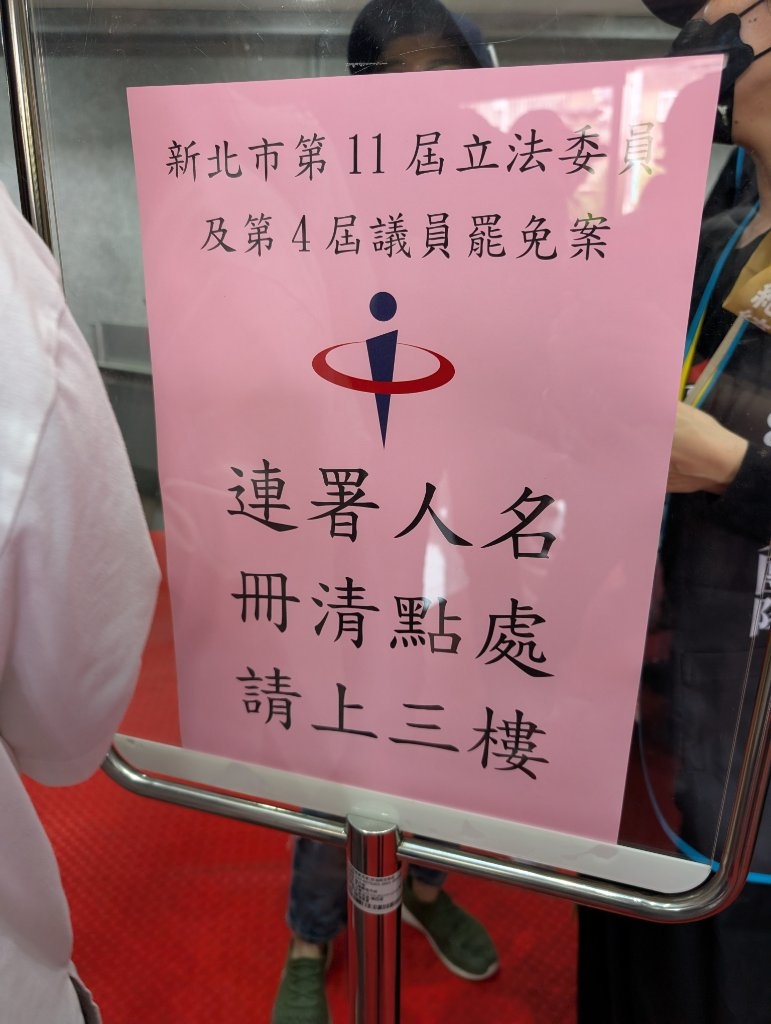 新北市第11屆立法委員
及第4屆議員罷免案
連署人名
冊清點處
請上三樓